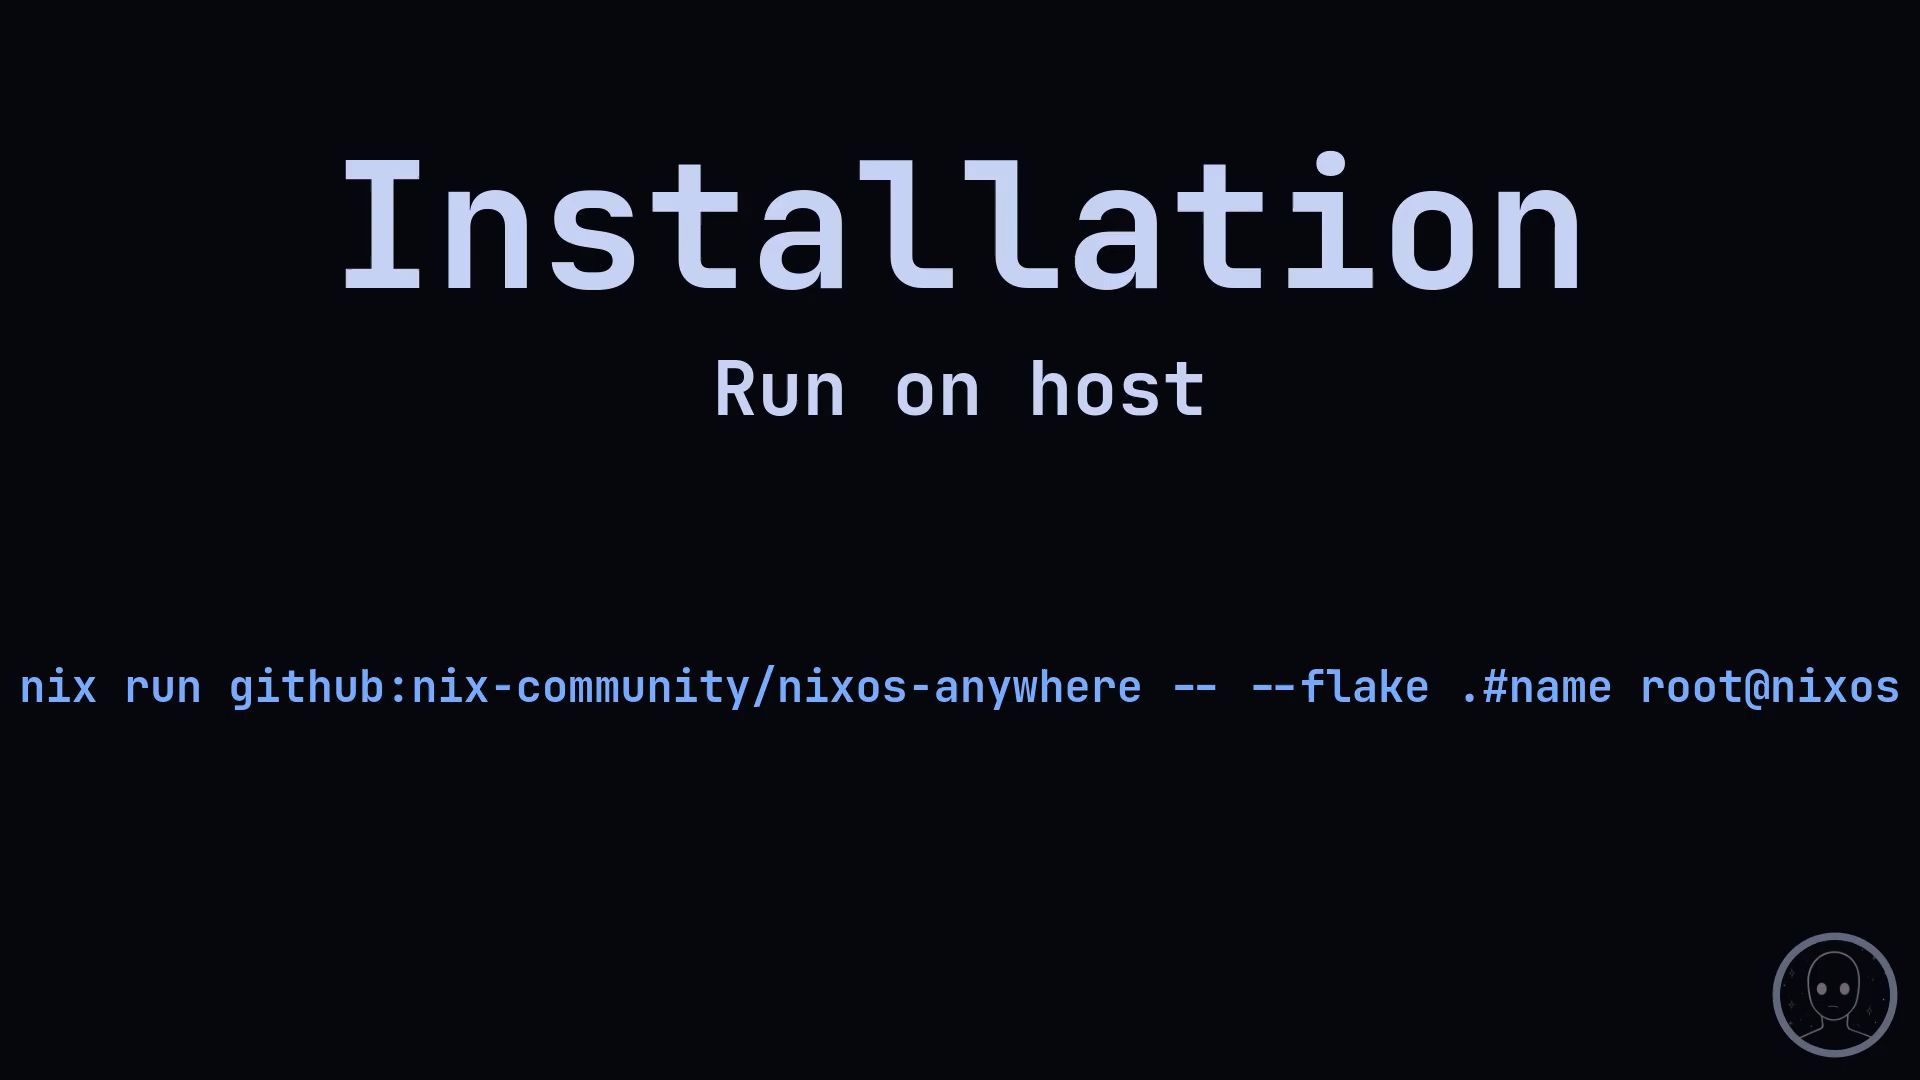 Installation
Run on host
nix run github:nix-community/nixos-anywhere -- --flake .#name root@nixos